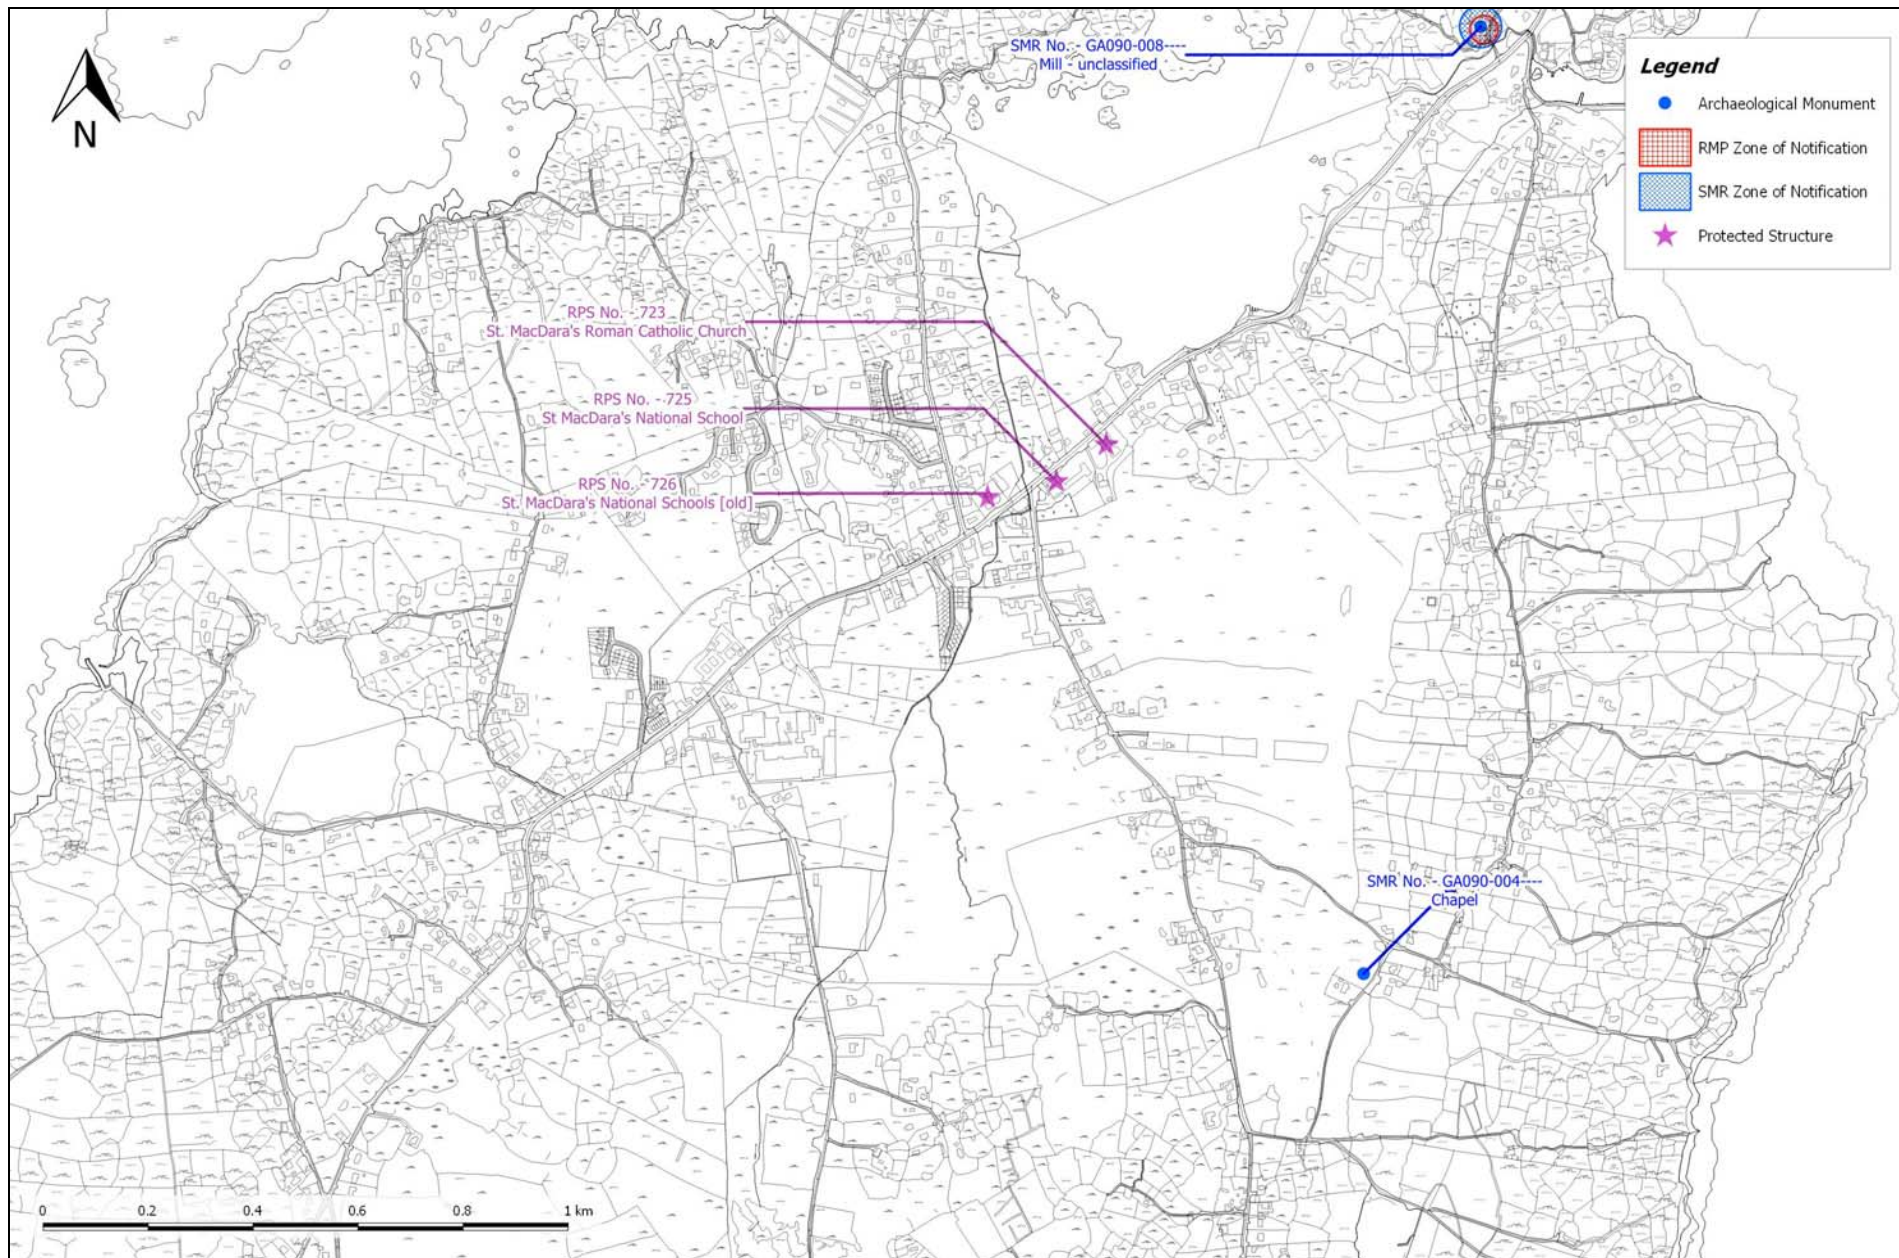 SMR No. - GA090-008----
Mill - unclassified
Legend
Archaeological Monument
RMP Zone of Notification
SMR Zone of Notification
Protected Structure
N
RPS No. - 723
St. MacDara's Roman Catholic Church
RPS No. - 725
St MacDara's National School
RPS No. - 726
St. MacDara's National Schools [old]
SMR No. - GA090-004----
Chapel
0 0.2 0.4 0.6 0.8 1 km